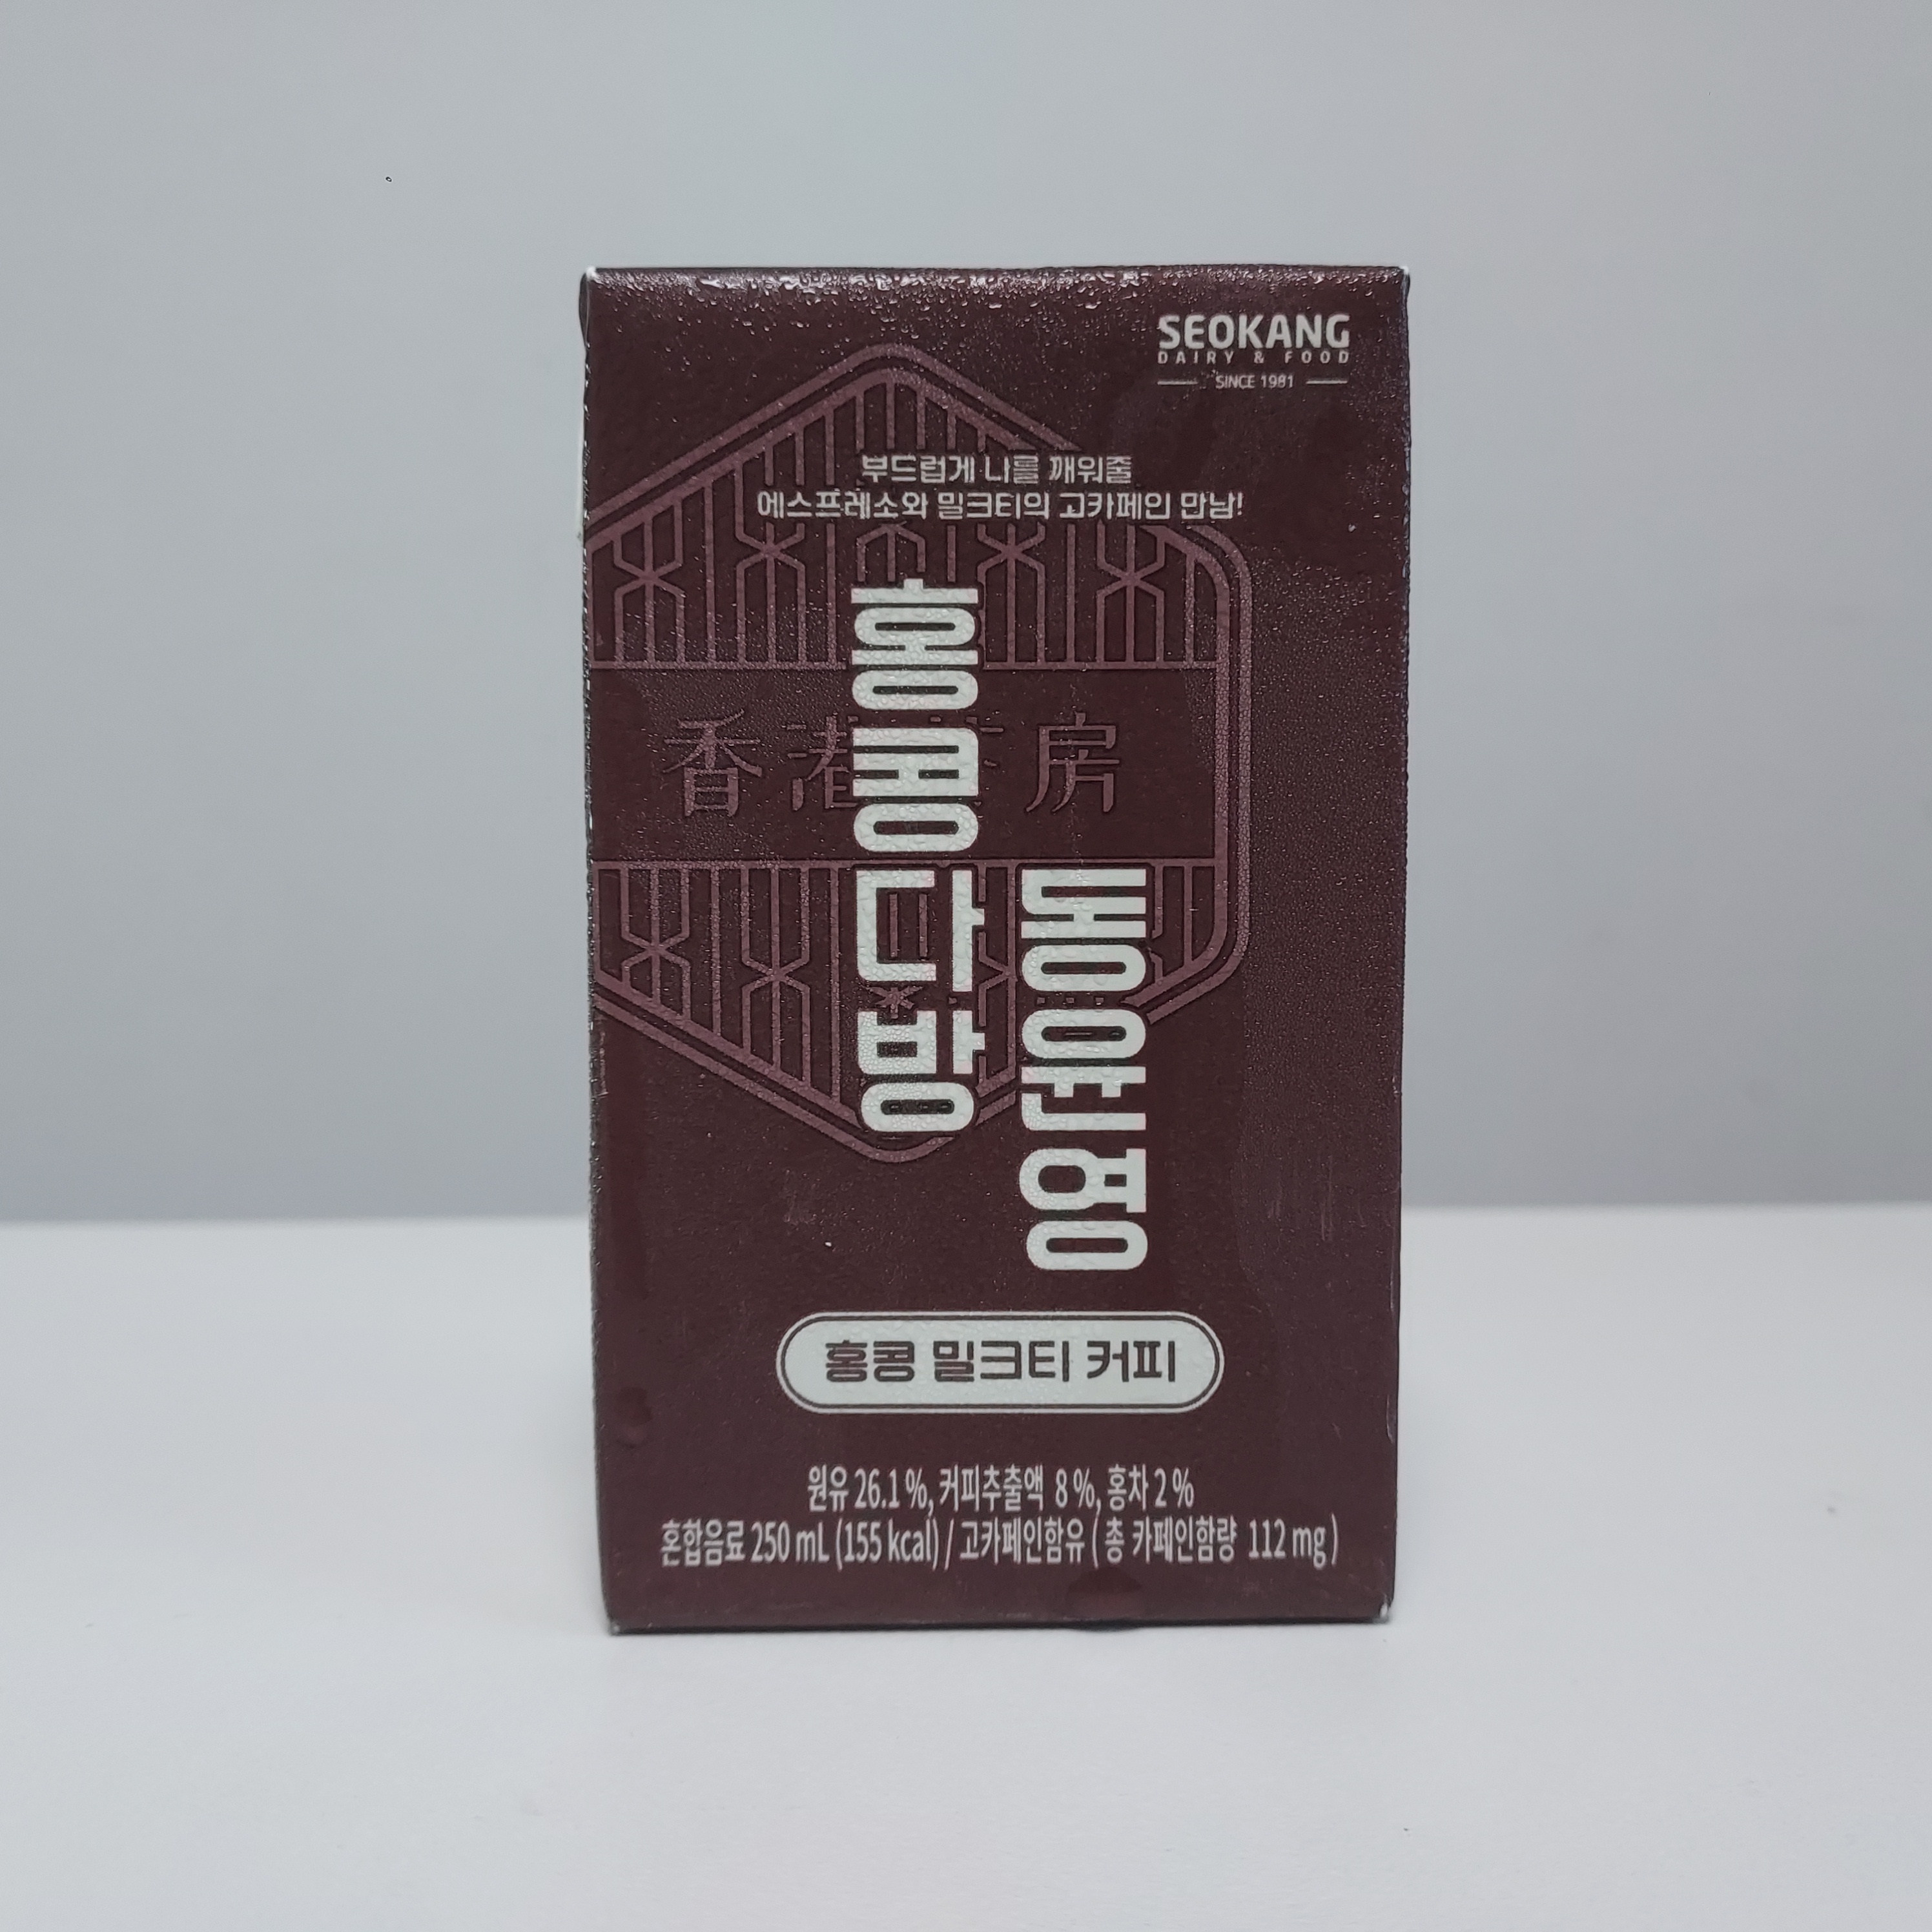 SEOKANG
DAIRY & FOOD
SINCE 1981
부드럽게 나를 깨워줄
에스프레소와 밀크티의 고카페인 만남!
홍콩다방
동윤영
香港 房
홍콩 밀크티 커피
원유 26.1%, 커피추출액 8%, 홍차 2%
혼합음료 250 mL (155 kcal) / 고카페인함유 ( 총 카페인함량 112 mg )